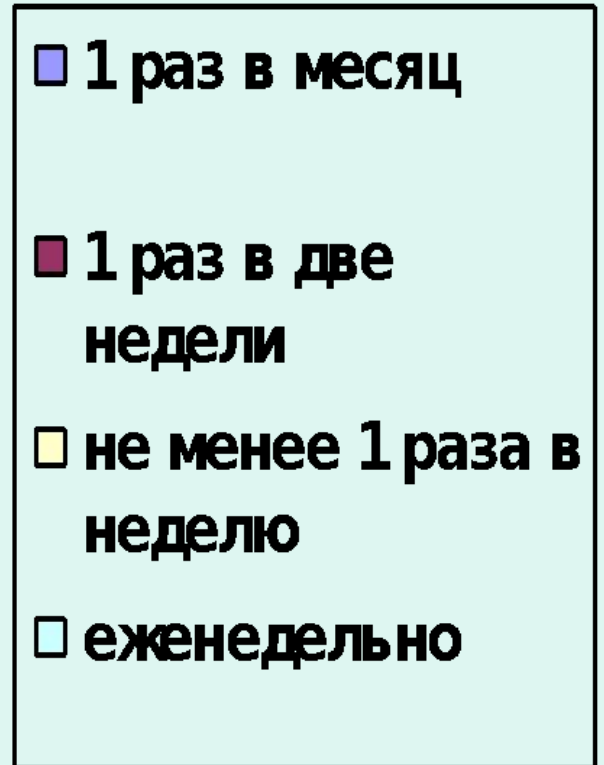 1 раз в месяц
1 раз в две
недели
не менее 1 раза в
неделю
еженедельно